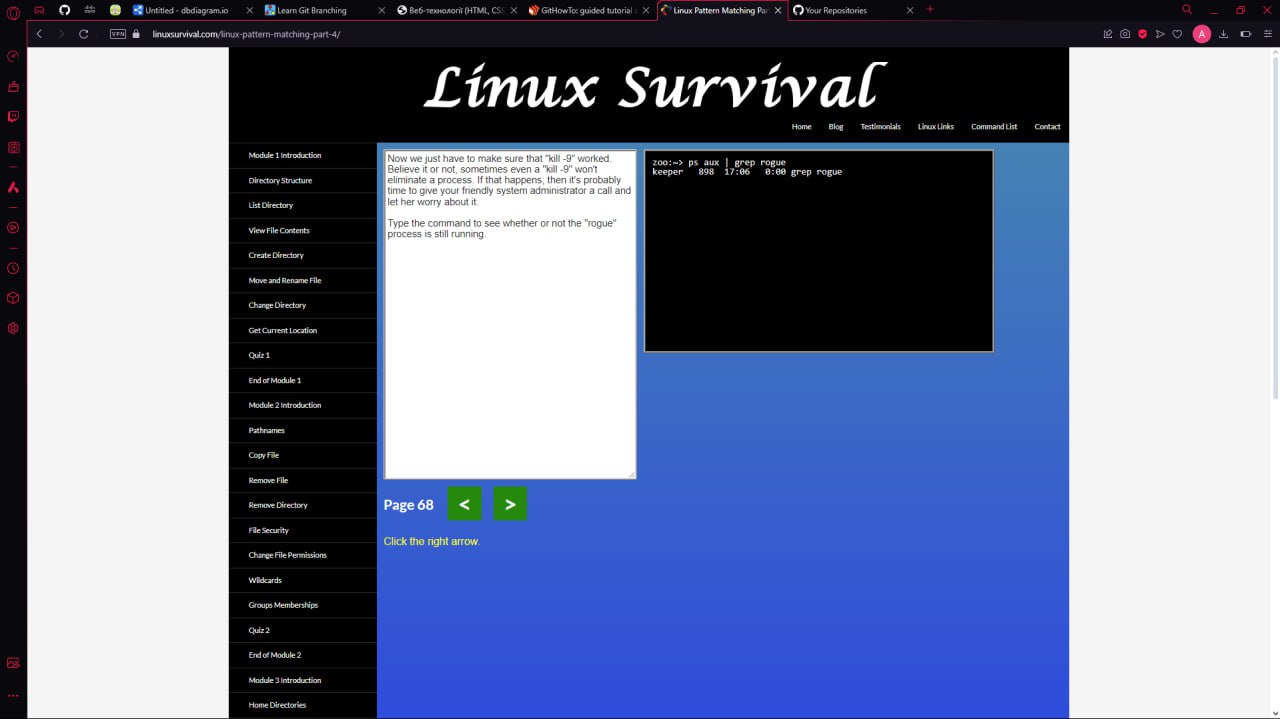 Untitled - dbdiagram.io
Learn Git Branching
Веб-технології (HTML, CSS
GitHowTo: guided tutorial a
Linux Pattern Matching Par
Your Repositories
VPN
linuxsurvival.com/linux-pattern-matching-part-4/
A
Linux Survival
Home
Blog
Testimonials
Linux Links
Command List
Contact
Module 1 Introduction
Directory Structure
List Directory
View File Contents
Create Directory
Move and Rename File
Change Directory
Get Current Location
Quiz 1
End of Module 1
Module 2 Introduction
Pathnames
Copy File
Remove File
Remove Directory
File Security
Change File Permissions
Wildcards
Groups Memberships
Quiz 2
End of Module 2
Module 3 Introduction
Home Directories
Now we just have to make sure that "kill -9" worked.
Believe it or not, sometimes even a "kill -9" won't
eliminate a process. If that happens, then it's probably
time to give your friendly system administrator a call and
let her worry about it.
Type the command to see whether or not the "rogue"
process is still running.
zoo:~> ps aux | grep rogue
keeper 898 17:06 0:00 grep rogue
Page 68
<
>
Click the right arrow.